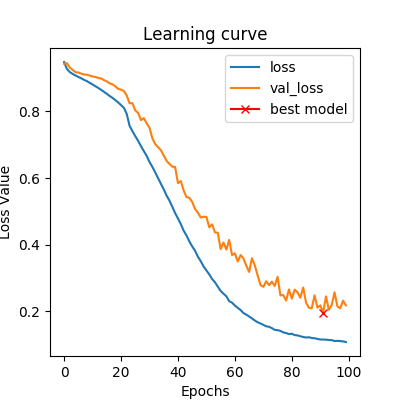 Learning curve
loss
val_loss
best model
Loss Value
0.8
0.6
0.4
0.2
0 20 40 60 80 100
Epochs